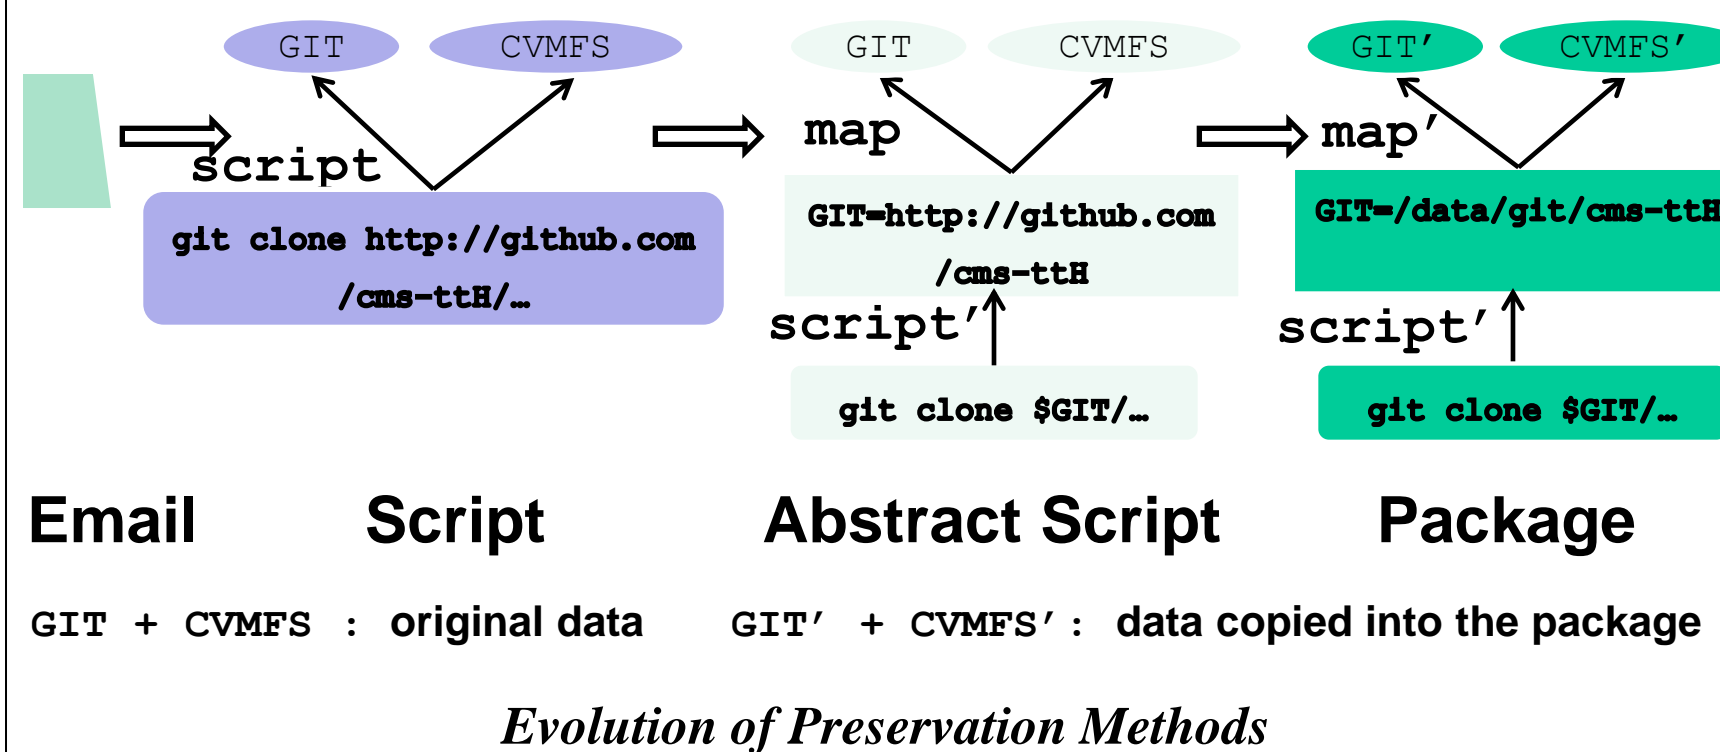 GIT CVMFS GIT CVMFS GIT' CVMFS'
script map map'
git clone http://github.com
/cms-ttH/…
GIT=http://github.com
/cms-ttH
GIT=/data/git/cms-ttH
script' script'
git clone $GIT/… git clone $GIT/…
Email Script Abstract Script Package
GIT + CVMFS : original data GIT' + CVMFS': data copied into the package
Evolution of Preservation Methods